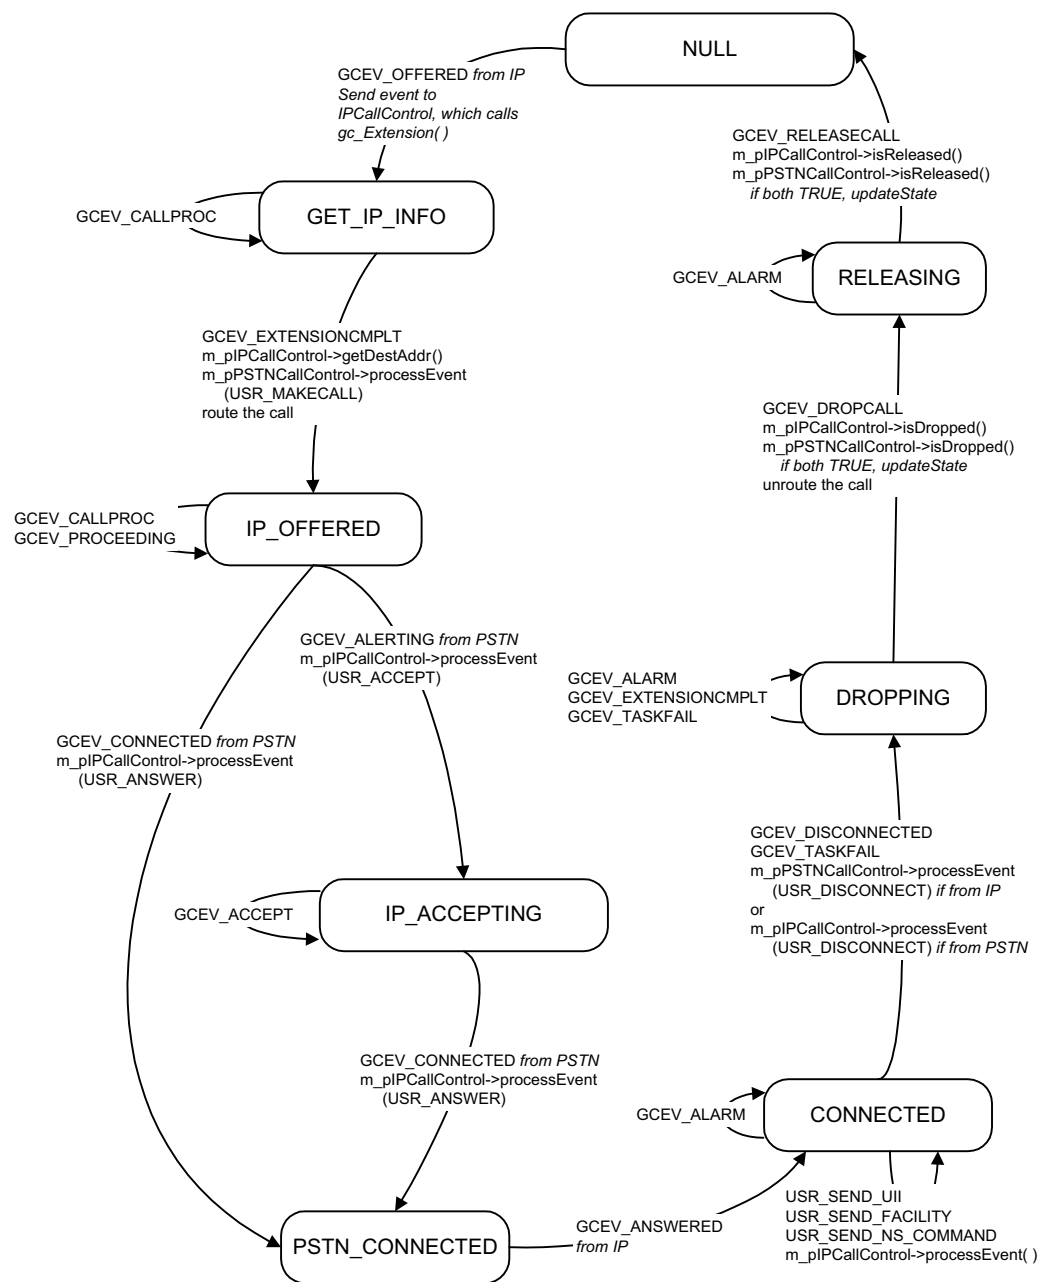 NULL
GCEV_OFFERED from IP
Send event to
IPCallControl, which calls
gc_Extension( )
GCEV_RELEASECALL
m_pIPCallControl->isReleased()
m_pPSTNCallControl->isReleased()
if both TRUE, updateState
GCEV_CALLPROC
GET_IP_INFO
GCEV_ALARM
RELEASING
GCEV_EXTENSIONCMPLT
m_pIPCallControl->getDestAddr()
m_pPSTNCallControl->processEvent
(USR_MAKECALL)
route the call
GCEV_DROPCALL
m_pIPCallControl->isDropped()
m_pPSTNCallControl->isDropped()
if both TRUE, updateState
unroute the call
GCEV_CALLPROC
GCEV_PROCEEDING
IP_OFFERED
GCEV_ALERTING from PSTN
m_pIPCallControl->processEvent
(USR_ACCEPT)
GCEV_ALARM
GCEV_EXTENSIONCMPLT
GCEV_TASKFAIL
DROPPING
GCEV_CONNECTED from PSTN
m_pIPCallControl->processEvent
(USR_ANSWER)
GCEV_DISCONNECTED
GCEV_TASKFAIL
m_pPSTNCallControl->processEvent
(USR_DISCONNECT) if from IP
or
m_pIPCallControl->processEvent
(USR_DISCONNECT) if from PSTN
GCEV_ACCEPT
IP_ACCEPTING
GCEV_CONNECTED from PSTN
m_pIPCallControl->processEvent
(USR_ANSWER)
GCEV_ALARM
CONNECTED
USR_SEND_UII
USR_SEND_FACILITY
USR_SEND_NS_COMMAND
m_pIPCallControl->processEvent( )
PSTN_CONNECTED
GCEV_ANSWERED
from IP